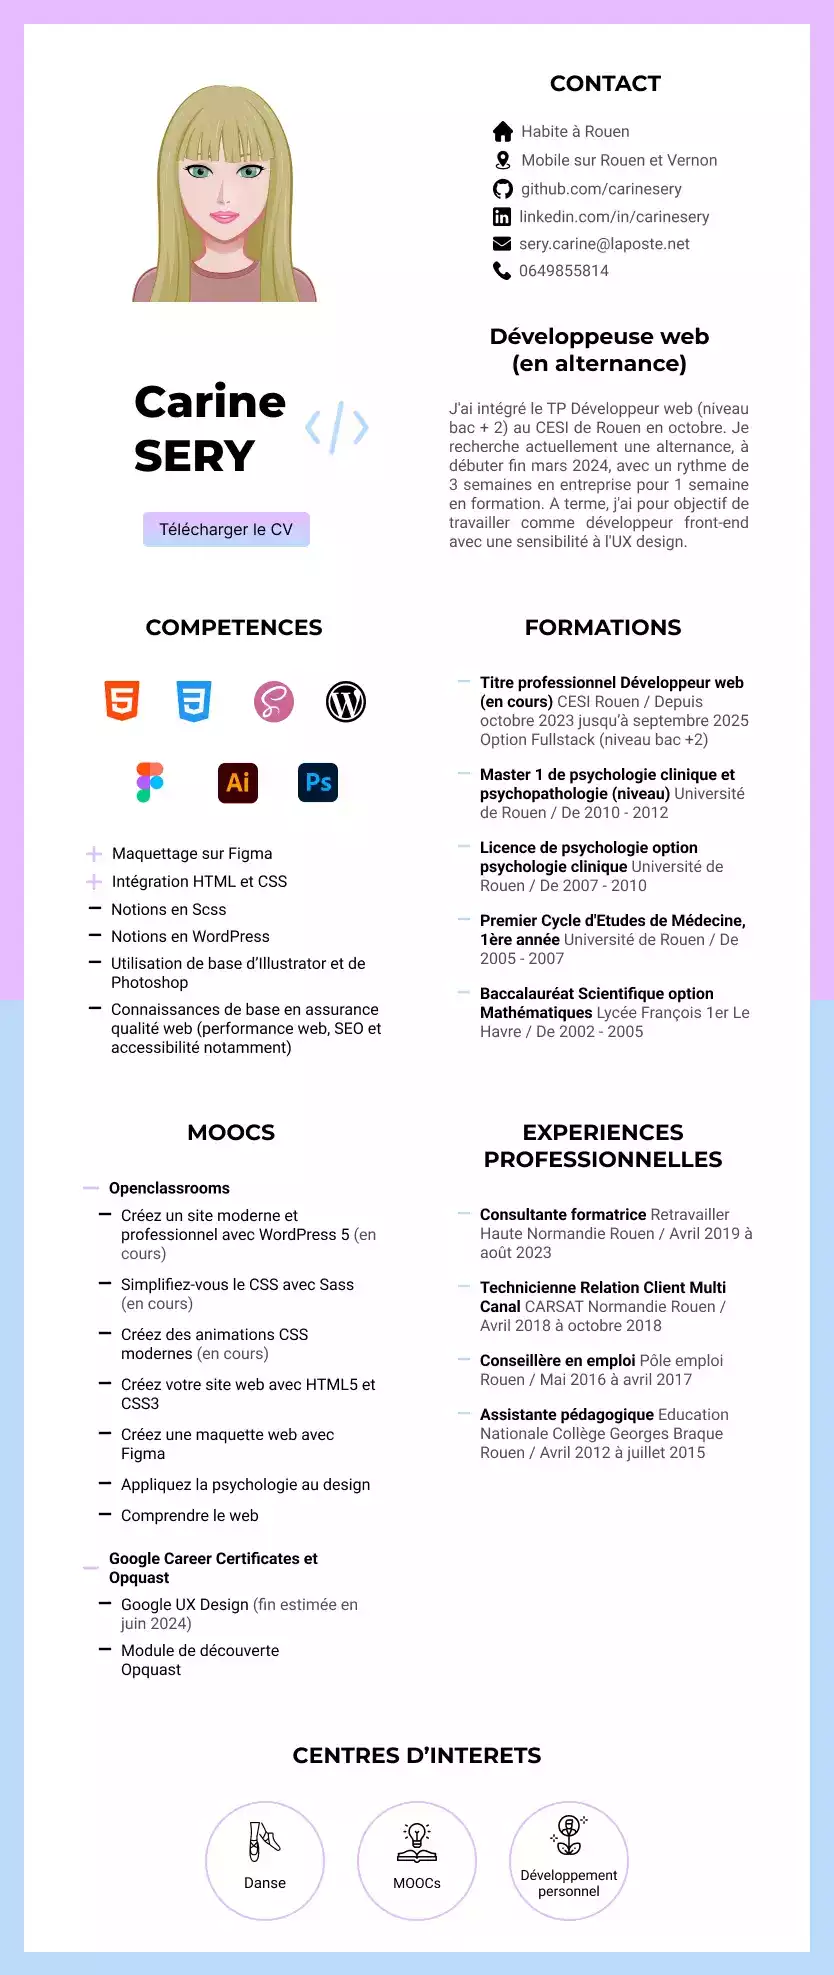 CONTACT
Habite à Rouen
Mobile sur Rouen et Vernon
github.com/carinesery
linkedin.com/in/carinesery
sery.carine@laposte.net
0649855814
Carine
SERY
Télécharger le CV
Développeuse web
(en alternance)
J'ai intégré le TP Développeur web (niveau
bac + 2) au CESI de Rouen en octobre. Je
recherche actuellement une alternance, à
débuter fin mars 2024, avec un rythme de
3 semaines en entreprise pour 1 semaine
en formation. A terme, j'ai pour objectif de
travailler comme développeur front-end
avec une sensibilité à l'UX design.
COMPETENCES
Ai
Ps
Maquettage sur Figma
Intégration HTML et CSS
Notions en Scss
Notions en WordPress
Utilisation de base d’Illustrator et de
Photoshop
Connaissances de base en assurance
qualité web (performance web, SEO et
accessibilité notamment)
FORMATIONS
Titre professionnel Développeur web
(en cours) CESI Rouen / Depuis
octobre 2023 jusqu’à septembre 2025
Option Fullstack (niveau bac +2)
Master 1 de psychologie clinique et
psychopathologie (niveau) Université
de Rouen / De 2010 - 2012
Licence de psychologie option
psychologie clinique Université de
Rouen / De 2007 - 2010
Premier Cycle d'Etudes de Médecine,
1ère année Université de Rouen / De
2005 - 2007
Baccalauréat Scientifique option
Mathématiques Lycée François 1er Le
Havre / De 2002 - 2005
MOOCS
Openclassrooms
Créez un site moderne et
professionnel avec WordPress 5 (en
cours)
Simplifiez-vous le CSS avec Sass
(en cours)
Créez des animations CSS
modernes (en cours)
Créez votre site web avec HTML5 et
CSS3
Créez une maquette web avec
Figma
Appliquez la psychologie au design
Comprendre le web
Google Career Certificates et
Opquast
Google UX Design (fin estimée en
juin 2024)
Module de découverte
Opquast
EXPERIENCES
PROFESSIONNELLES
Consultante formatrice Retravailler
Haute Normandie Rouen / Avril 2019 à
août 2023
Technicienne Relation Client Multi
Canal CARSAT Normandie Rouen /
Avril 2018 à octobre 2018
Conseillère en emploi Pôle emploi
Rouen / Mai 2016 à avril 2017
Assistante pédagogique Education
Nationale Collège Georges Braque
Rouen / Avril 2012 à juillet 2015
CENTRES D’INTERETS
Danse
MOOCs
Développement
personnel